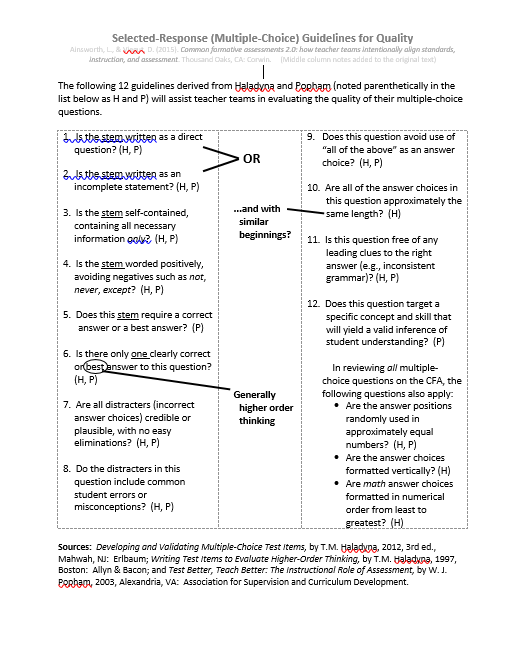 Selected-Response (Multiple-Choice) Guidelines for Quality
Ainsworth, L., & Viegut, D. (2015). Common formative assessments 2.0: how teacher teams intentionally align standards,
instruction, and assessment. Thousand Oaks, CA: Corwin. (Middle column notes added to the original text)
The following 12 guidelines derived from Haladyna and Popham (noted parenthetically in the
list below as H and P) will assist teacher teams in evaluating the quality of their multiple-choice
questions.
1. Is the stem written as a direct
question? (H, P)
2. Is the stem written as an
incomplete statement? (H, P)
3. Is the stem self-contained,
containing all necessary
information only? (H, P)
4. Is the stem worded positively,
avoiding negatives such as not,
never, except? (H, P)
5. Does this stem require a correct
answer or a best answer? (P)
6. Is there only one clearly correct
or best answer to this question?
(H, P)
7. Are all distracters (incorrect
answer choices) credible or
plausible, with no easy
eliminations? (H, P)
8. Do the distracters in this
question include common
student errors or
misconceptions? (H, P)
OR
...and with
similar
beginnings?
Generally
higher order
thinking
9. Does this question avoid use of
“all of the above” as an answer
choice? (H, P)
10. Are all of the answer choices in
this question approximately the
same length? (H)
11. Is this question free of any
leading clues to the right
answer (e.g., inconsistent
grammar)? (H, P)
12. Does this question target a
specific concept and skill that
will yield a valid inference of
student understanding? (P)
In reviewing all multiple-
choice questions on the CFA, the
following questions also apply:
• Are the answer positions
randomly used in
approximately equal
numbers? (H, P)
• Are the answer choices
formatted vertically? (H)
• Are math answer choices
formatted in numerical
order from least to
greatest? (H)
Sources: Developing and Validating Multiple-Choice Test Items, by T.M. Haladyna, 2012, 3rd ed.,
Mahwah, NJ: Erlbaum; Writing Test Items to Evaluate Higher-Order Thinking, by T.M. Haladyna, 1997,
Boston: Allyn & Bacon; and Test Better, Teach Better: The Instructional Role of Assessment, by W. J.
Popham, 2003, Alexandria, VA: Association for Supervision and Curriculum Development.